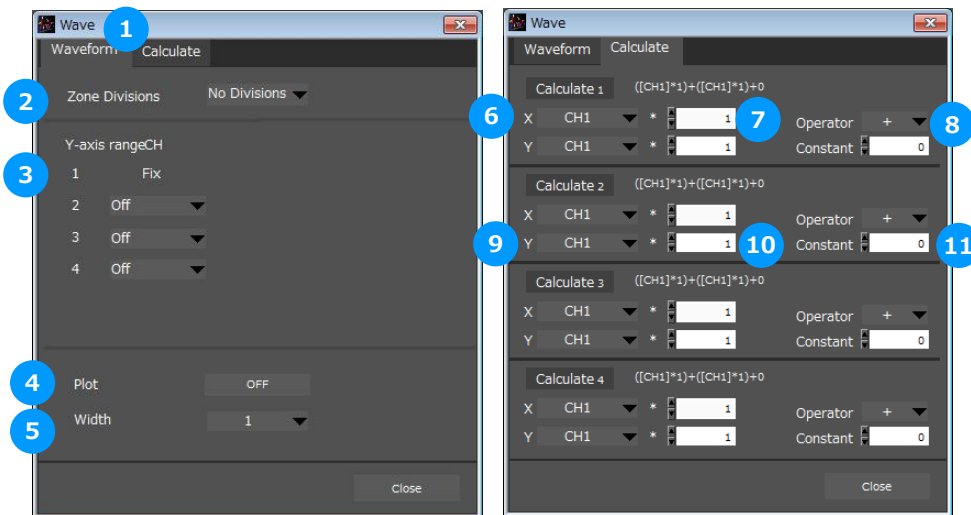 Wave
1
Waveform
Calculate
2
Zone Divisions
No Divisions
Y-axis rangeCH
3
1
Fix
2
Off
3
Off
4
Off
4
Plot
OFF
5
Width
1
Close
Wave
Waveform
Calculate
Calculate 1
([CH1]*1)+([CH1]*1)+0
6
X
CH1
*
1
7
Operator
+
8
Y
CH1
*
1
Constant
0
Calculate 2
([CH1]*1)+([CH1]*1)+0
X
CH1
*
1
Operator
+
9
Y
CH1
*
1
10
Constant
0
11
Calculate 3
([CH1]*1)+([CH1]*1)+0
X
CH1
*
1
Operator
+
Y
CH1
*
1
Constant
0
Calculate 4
([CH1]*1)+([CH1]*1)+0
X
CH1
*
1
Operator
+
Y
CH1
*
1
Constant
0
Close